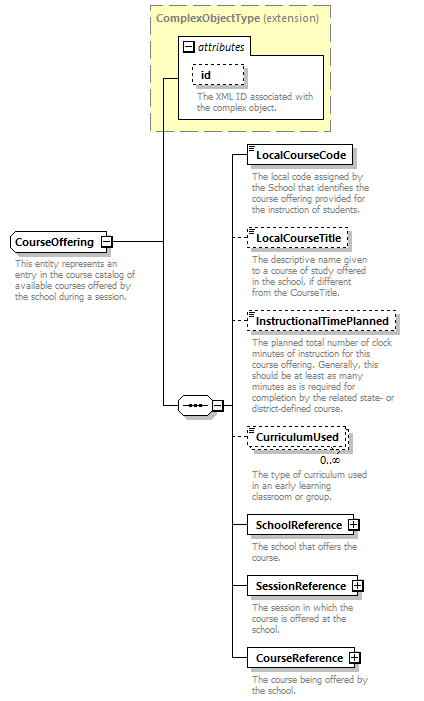 ComplexObjectType (extension)
attributes
id
The XML ID associated with
the complex object.
CourseOffering
This entity represents an
entry in the course catalog of
available courses offered by
the school during a session.
LocalCourseCode
The local code assigned by
the School that identifies the
course offering provided for
the instruction of students.
LocalCourseTitle
The descriptive name given
to a course of study offered
in the school, if different
from the CourseTitle.
InstructionalTimePlanned
The planned total number of clock
minutes of instruction for this
course offering. Generally, this
should be at least as many
minutes as is required for
completion by the related state- or
district-defined course.
CurriculumUsed
0..∞
The type of curriculum used
in an early learning
classroom or group.
SchoolReference
The school that offers the
course.
SessionReference
The session in which the
course is offered at the
school.
CourseReference
The course being offered by
the school.